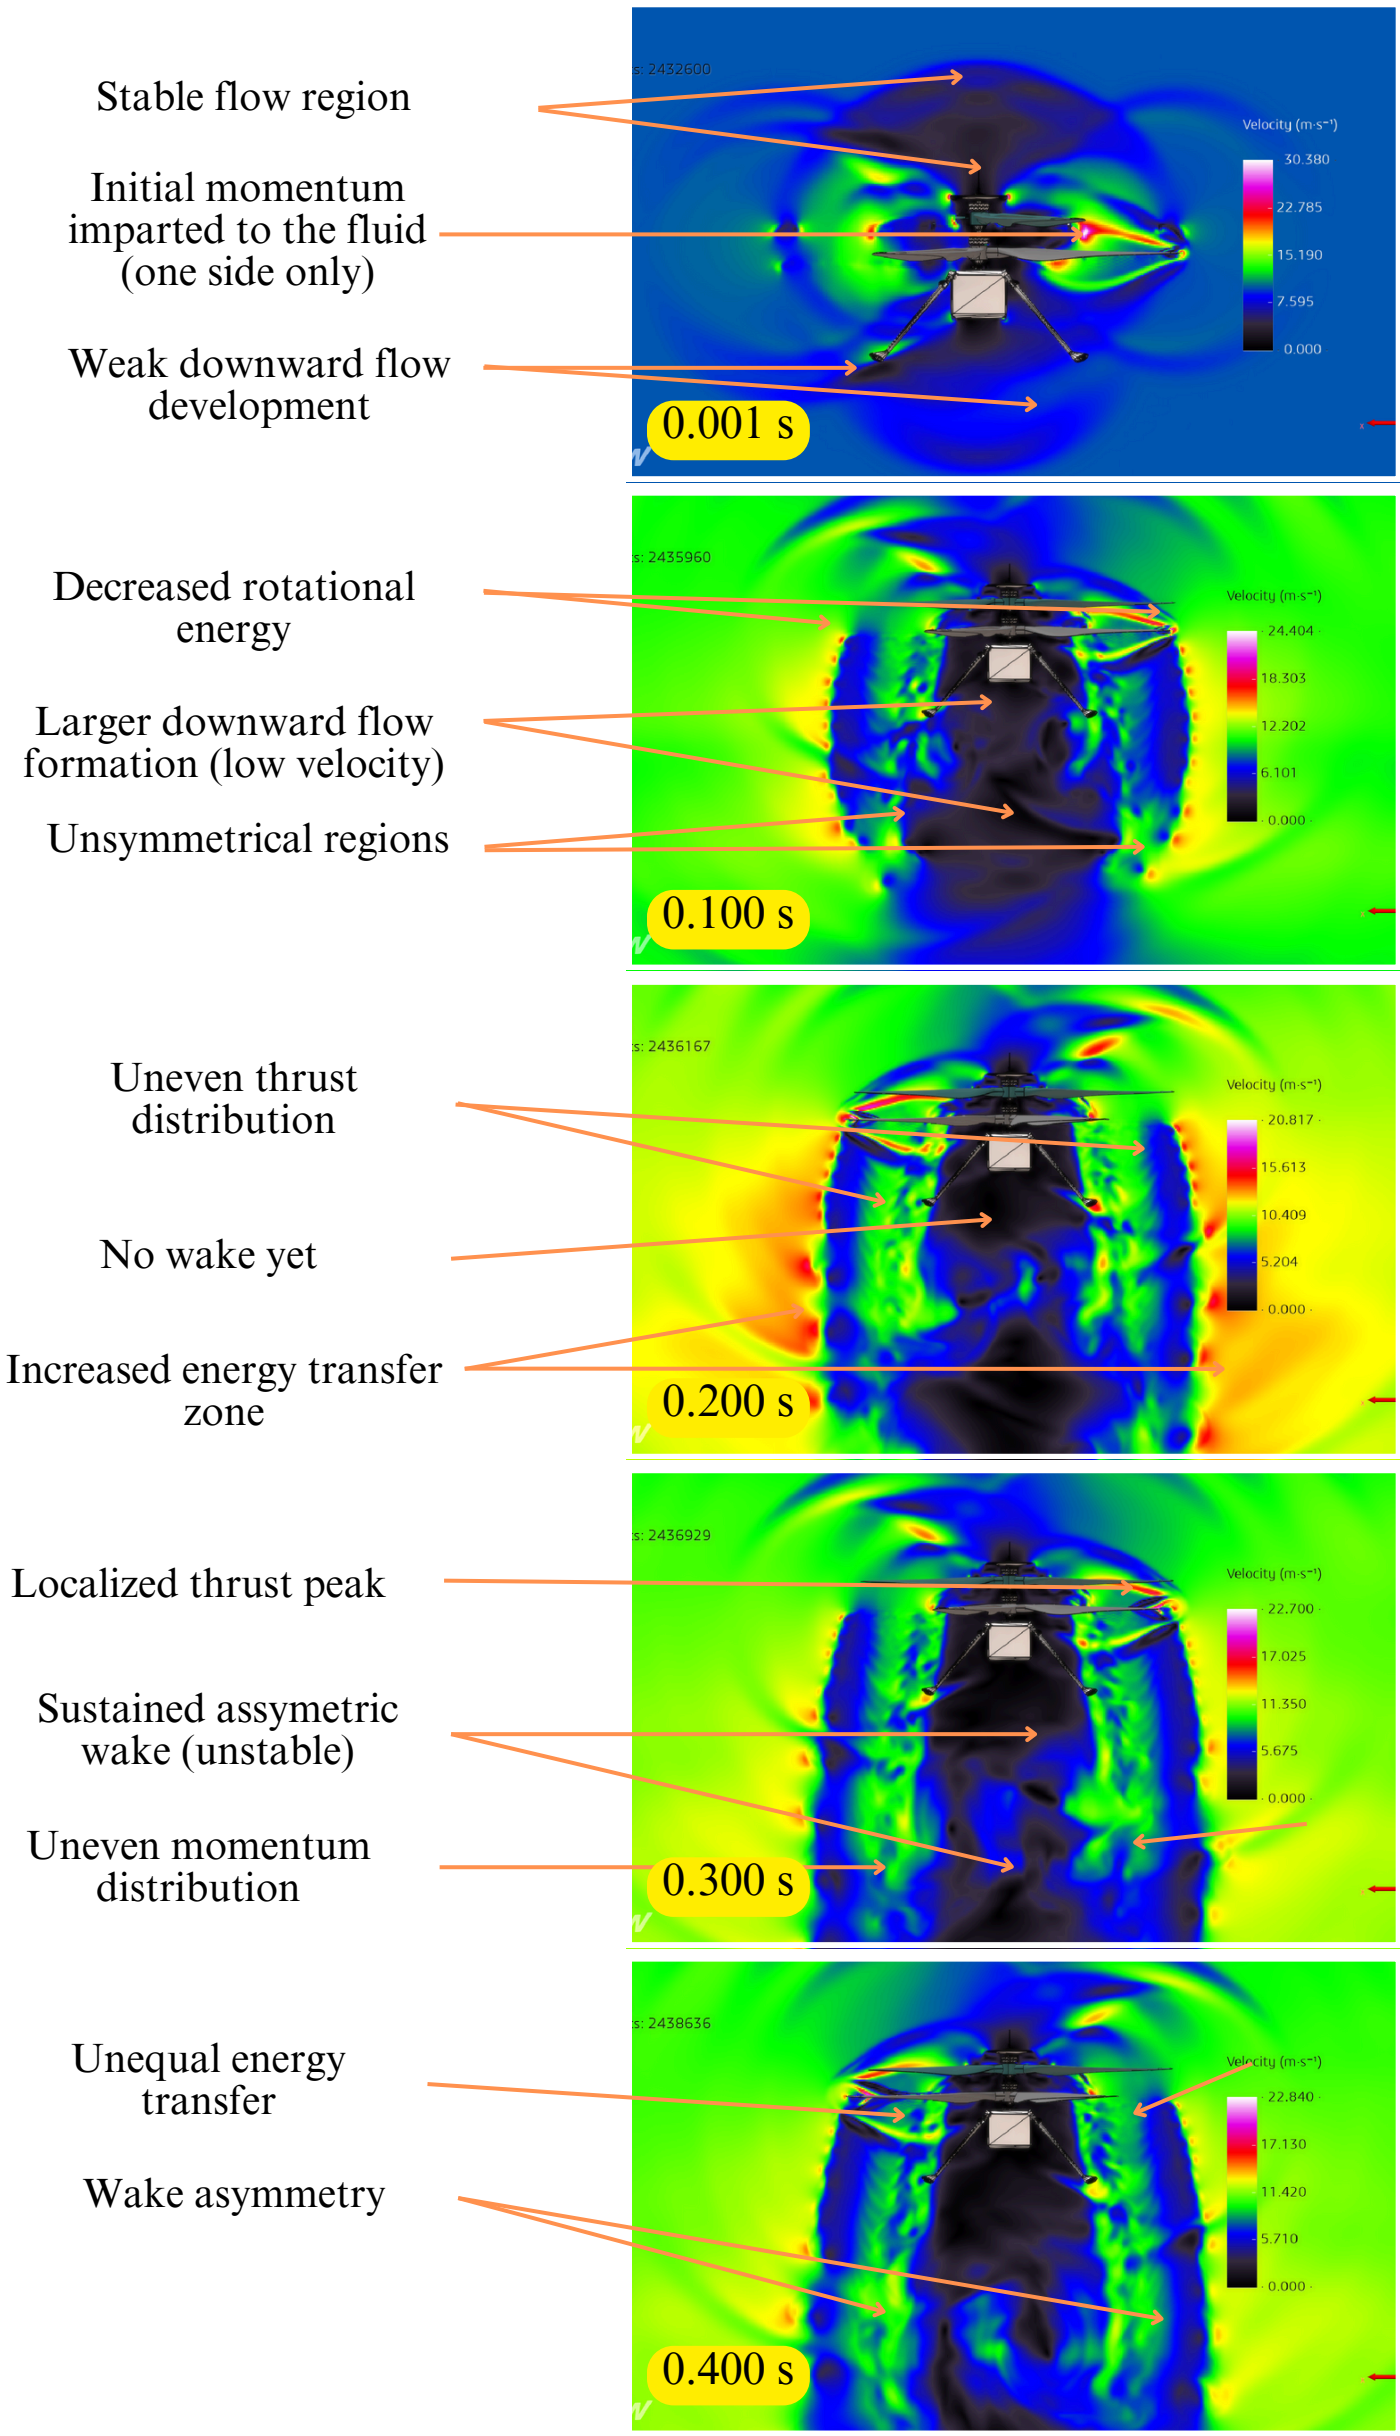 Stable flow region
Initial momentum
imparted to the fluid
(one side only)
Weak downward flow
development
ts: 2432600
Velocity (m·s⁻¹)
30.380
22.785
15.190
7.595
0.000
0.001 s
Decreased rotational
energy
Larger downward flow
formation (low velocity)
Unsymmetrical regions
ts: 2435960
Velocity (m·s⁻¹)
24.404
18.303
12.202
6.101
0.000
0.100 s
Uneven thrust
distribution
No wake yet
Increased energy transfer
zone
ts: 2436167
Velocity (m·s⁻¹)
20.817
15.613
10.409
5.204
0.000
0.200 s
Localized thrust peak
Sustained assymetric
wake (unstable)
Uneven momentum
distribution
ts: 2436929
Velocity (m·s⁻¹)
22.700
17.025
11.350
5.675
0.000
0.300 s
Unequal energy
transfer
Wake asymmetry
ts: 2438636
Velocity (m·s⁻¹)
22.840
17.130
11.420
5.710
0.000
0.400 s